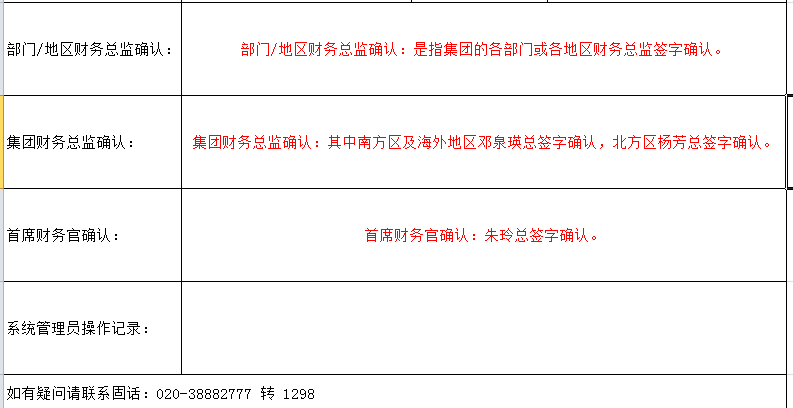 部门/地区财务总监确认: 部门/地区财务总监确认: 是指集团的各部门或各地区财务总监签字确认。
集团财务总监确认: 集团财务总监确认: 其中南方区及海外地区邓泉瑛总签字确认, 北方区杨芳总签字确认。
首席财务官确认: 首席财务官确认: 朱玲总签字确认。
系统管理员操作记录:
如有疑问请联系固话: 020-38882777 转 1298